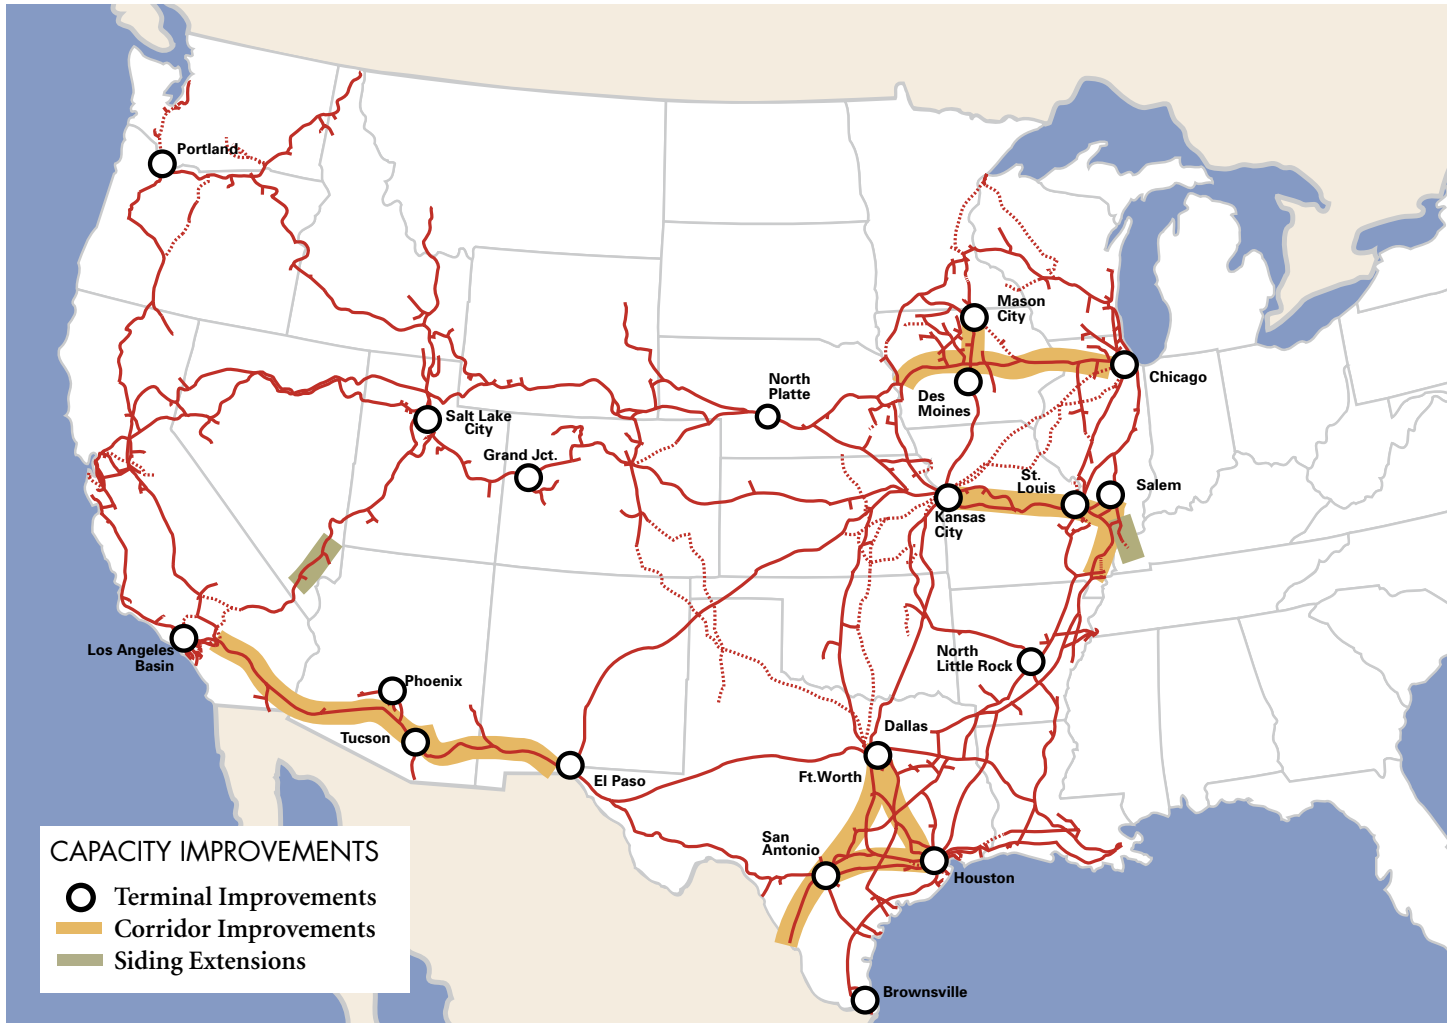 Portland
Mason
City
North
Platte
Chicago
Des
Moines
Salt Lake
City
Grand Jct.
St.
Louis
Salem
Kansas
City
Los Angeles
Basin
North
Little Rock
Phoenix
Tucson
Dallas
El Paso
Ft.Worth
San
Antonio
Houston
Brownsville
CAPACITY IMPROVEMENTS
Terminal Improvements
Corridor Improvements
Siding Extensions